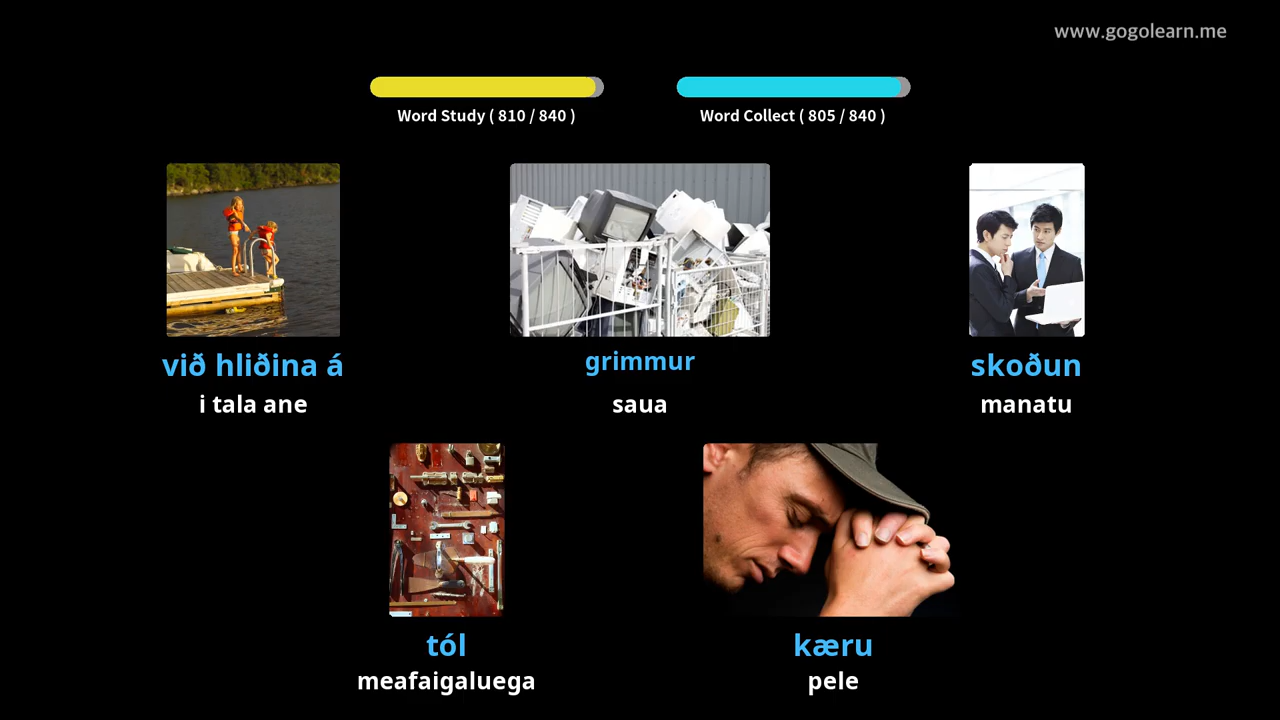 www.gogolearn.me
Word Study ( 810 / 840 )
Word Collect ( 805 / 840 )
við hliðina á
i tala ane
grimmur
saua
skoðun
manatu
tól
meafaigaluega
kæru
pele